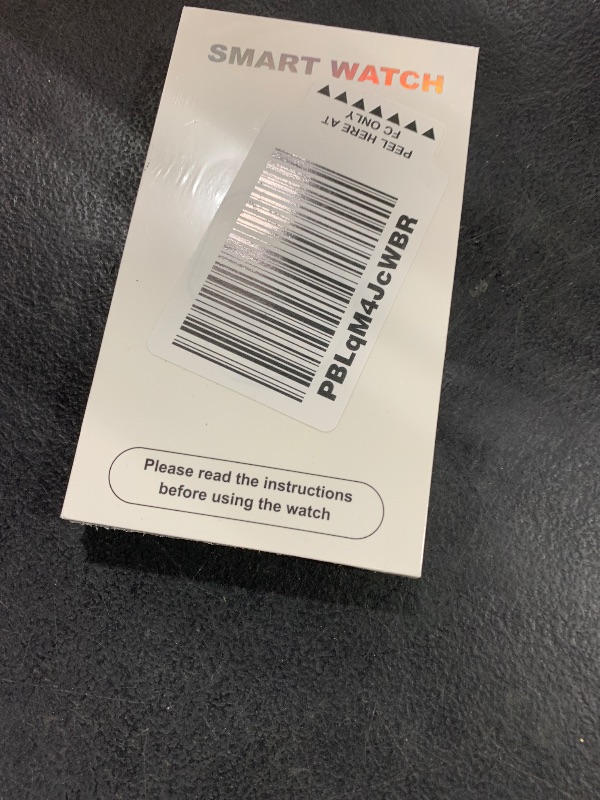 SMART WATCH
PEEL HERE AT
FC ONLY
PBLqM4JcWBR
Please read the instructions
before using the watch